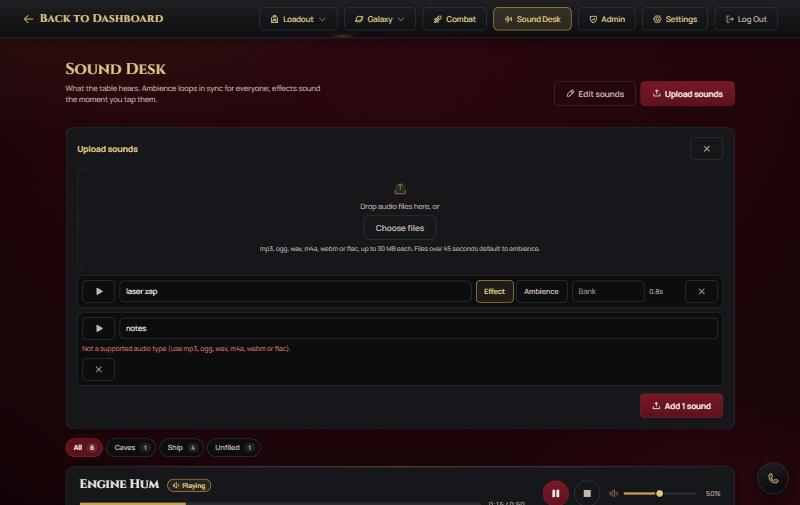 Back to Dashboard
Loadout
Galaxy
Combat
Sound Desk
Admin
Settings
Log Out
Sound Desk
What the table hears. Ambience loops in sync for everyone; effects sound
the moment you tap them.
Edit sounds
Upload sounds
Upload sounds
Drop audio files here, or
Choose files
mp3, ogg, wav, m4a, webm or flac, up to 30 MB each. Files over 45 seconds default to ambience.
laser zap
Effect
Ambience
Bank
0.8s
notes
Not a supported audio type (use mp3, ogg, wav, m4a, webm or flac).
Add 1 sound
All 6
Caves 1
Ship 4
Unfiled 1
Engine Hum
Playing
0:15 / 0:50
50%